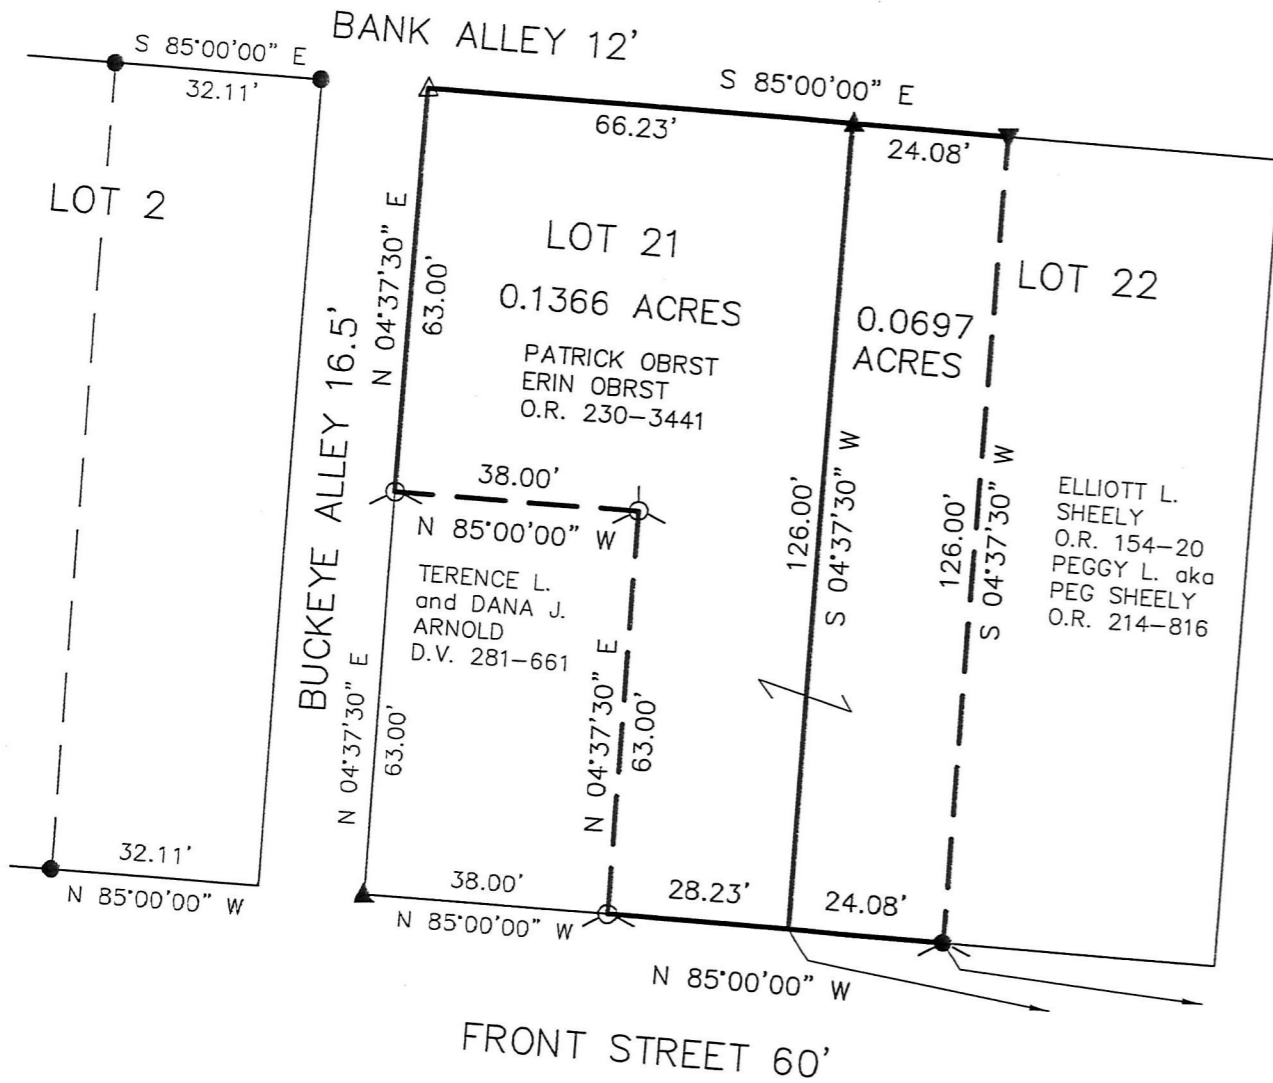 BANK ALLEY 12'
S 85°00'00" E
32.11'
S 85°00'00" E
66.23'
24.08'
LOT 2
N 04°37'30" E
63.00'
LOT 21
0.1366 ACRES
PATRICK OBRST
ERIN OBRST
O.R. 230-3441
LOT 22
0.0697
ACRES
BUCKEYE ALLEY 16.5'
38.00'
N 85°00'00" W
126.00'
S 04°37'30" W
126.00'
S 04°37'30" W
ELLIOTT L.
SHEELY
O.R. 154-20
PEGGY L. aka
PEG SHEELY
O.R. 214-816
TERENCE L.
and DANA J.
ARNOLD
D.V. 281-661
N 04°37'30" E
63.00'
N 04°37'30" E
63.00'
32.11'
N 85°00'00" W
38.00'
N 85°00'00" W
28.23'
24.08'
N 85°00'00" W
FRONT STREET 60'